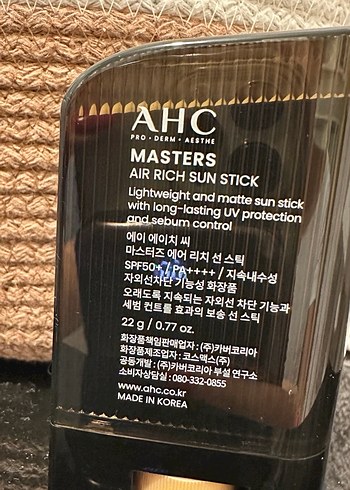 AHC
PRO • DERM • AESTHE
MASTERS
AIR RICH SUN STICK
Lightweight and matte sun stick
with long-lasting UV protection
and sebum control
에이 에이치 씨
마스터즈 에어 리치 선 스틱
SPF50+ / PA++++ / 지속내수성
자외선차단 기능성 화장품
오래도록 지속되는 자외선 차단 기능과
세범 컨트롤 효과의 보송 선 스틱
22 g / 0.77 oz.
화장품책임판매업자 : (주)카버코리아
화장품제조업자 : 코스맥스(주)
공동개발 : (주)카버코리아 부설 연구소
소비자상담실 : 080-332-0855
www.ahc.co.kr
MADE IN KOREA